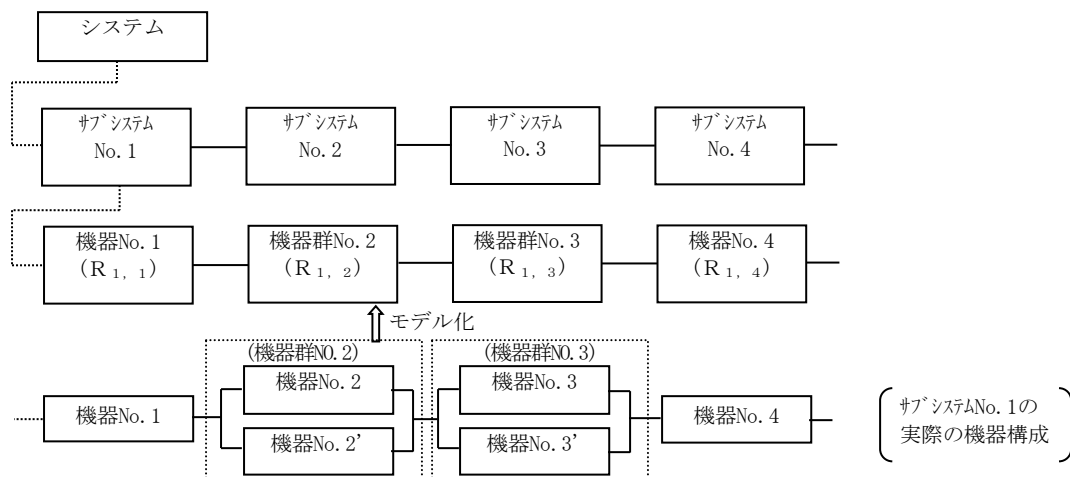 システム
ｻﾌﾞｼｽﾃﾑ
No.1
ｻﾌﾞｼｽﾃﾑ
No.2
ｻﾌﾞｼｽﾃﾑ
No.3
ｻﾌﾞｼｽﾃﾑ
No.4
機器No.1
(Ｒ₁，₁)
機器群No.2
(Ｒ₁，₂)
機器群No.3
(Ｒ₁，₃)
機器No.4
(Ｒ₁，₄)
モデル化
(機器群NO.2)
(機器群NO.3)
機器No.1
機器No.2
機器No.2’
機器No.3
機器No.3’
機器No.4
ｻﾌﾞｼｽﾃﾑNo.1の
実際の機器構成